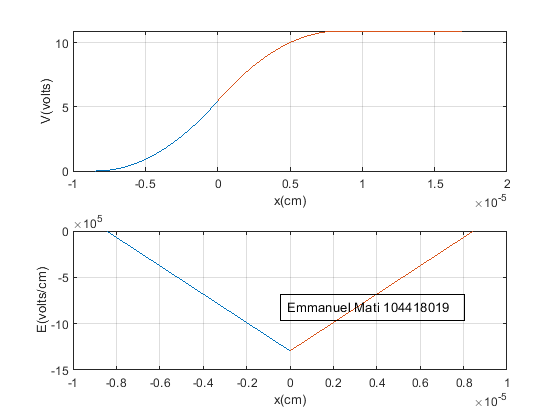 10
5
0
V(volts)
-1 -0.5 0 0.5 1 1.5 2
x(cm)
×10-5
×105
0
-5
-10
-15
E(volts/cm)
Emmanuel Mati 104418019
-1 -0.8 -0.6 -0.4 -0.2 0 0.2 0.4 0.6 0.8 1
x(cm)
×10-5